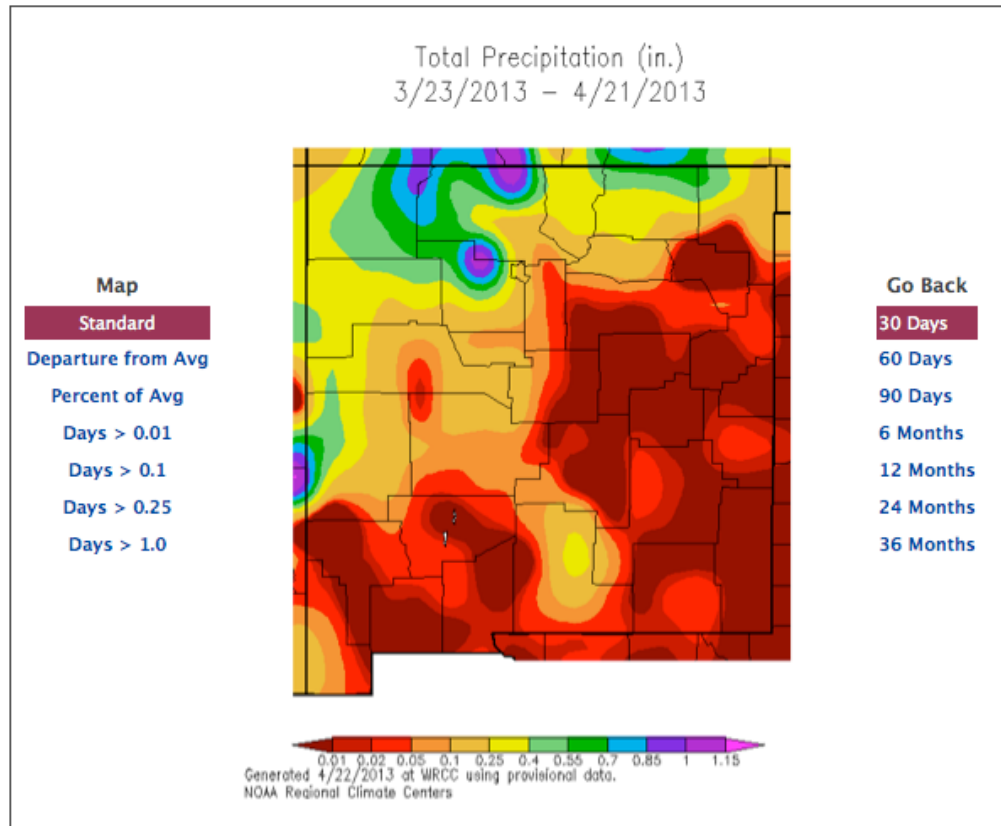 Total Precipitation (in.)
3/23/2013 – 4/21/2013
Map
Standard
Departure from Avg
Percent of Avg
Days > 0.01
Days > 0.1
Days > 0.25
Days > 1.0
Go Back
30 Days
60 Days
90 Days
6 Months
12 Months
24 Months
36 Months
0.01 0.02 0.05 0.1 0.25 0.4 0.55 0.7 0.85 1 1.15
Generated 4/22/2013 at WRCC using provisional data.
NOAA Regional Climate Centers